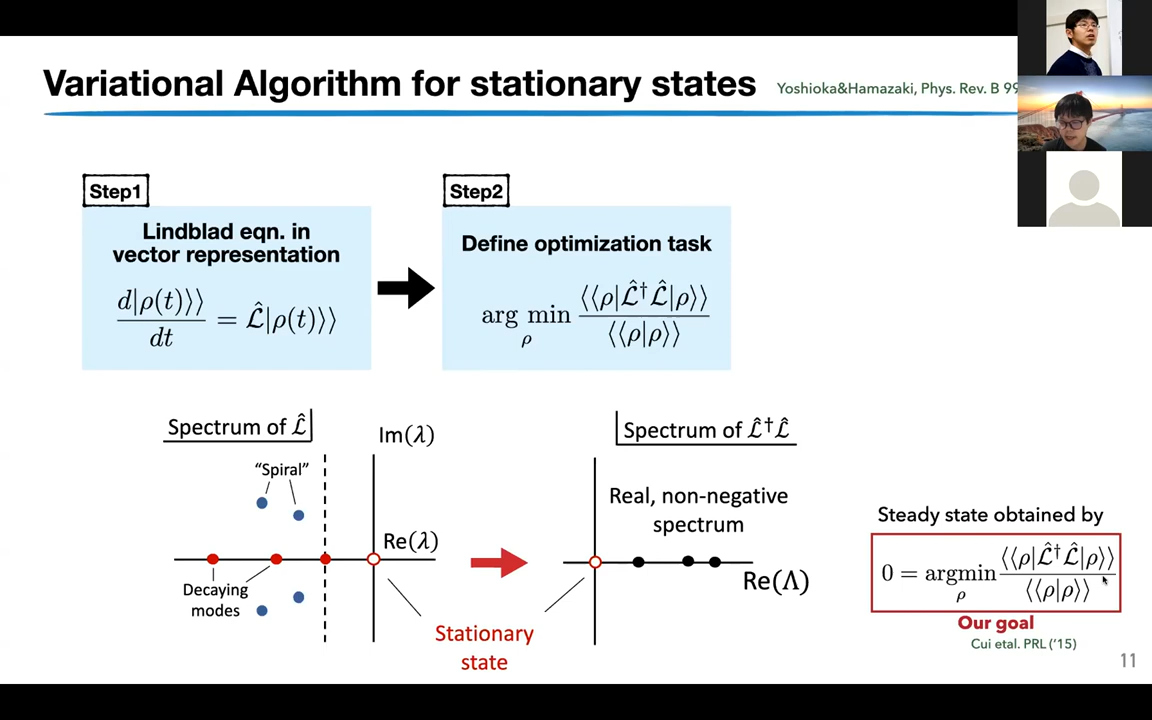 Variational Algorithm for stationary states
Yoshioka&Hamazaki, Phys. Rev. B 99
Step1
Lindblad eqn. in
vector representation
d|ρ(t)⟩⟩/dt = 𝓛̂|ρ(t)⟩⟩
Step2
Define optimization task
arg min_ρ ⟨⟨ρ|𝓛̂†𝓛̂|ρ⟩⟩/⟨⟨ρ|ρ⟩⟩
Spectrum of 𝓛̂
Im(λ)
"Spiral"
Re(λ)
Decaying
modes
Stationary
state
Spectrum of 𝓛̂†𝓛̂
Real, non-negative
spectrum
Re(Λ)
Steady state obtained by
0 = argmin_ρ ⟨⟨ρ|𝓛̂†𝓛̂|ρ⟩⟩/⟨⟨ρ|ρ⟩⟩
Our goal
Cui etal. PRL ('15)
11